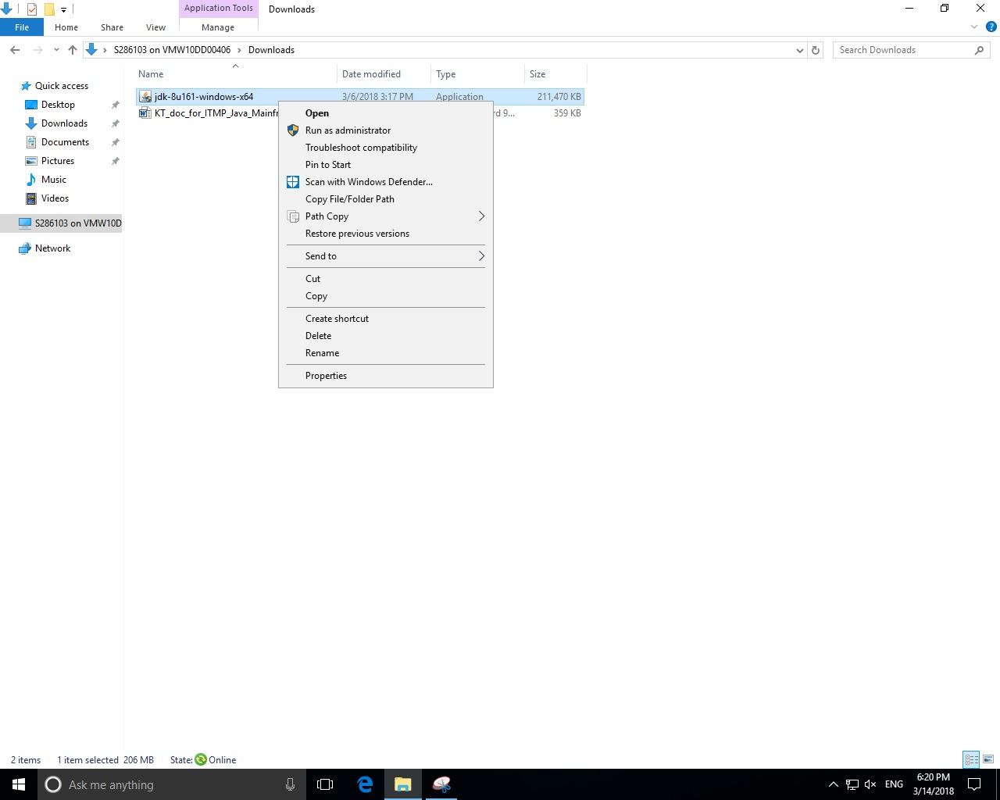 Application Tools
Downloads
File
Home
Share
View
Manage
S286103 on VMW10DD00406
Downloads
Search Downloads
Name
Date modified
Type
Size
Quick access
Desktop
Downloads
Documents
Pictures
Music
Videos
S286103 on VMW10D
Network
jdk-8u161-windows-x64
3/6/2018 3:17 PM
Application
211,470 KB
KT_doc_for_ITMP_Java_Mainfr
rd 9...
359 KB
Open
Run as administrator
Troubleshoot compatibility
Pin to Start
Scan with Windows Defender...
Copy File/Folder Path
Path Copy
Restore previous versions
Send to
Cut
Copy
Create shortcut
Delete
Rename
Properties
2 items
1 item selected 206 MB
State:
Online
Ask me anything
ENG
6:20 PM
3/14/2018